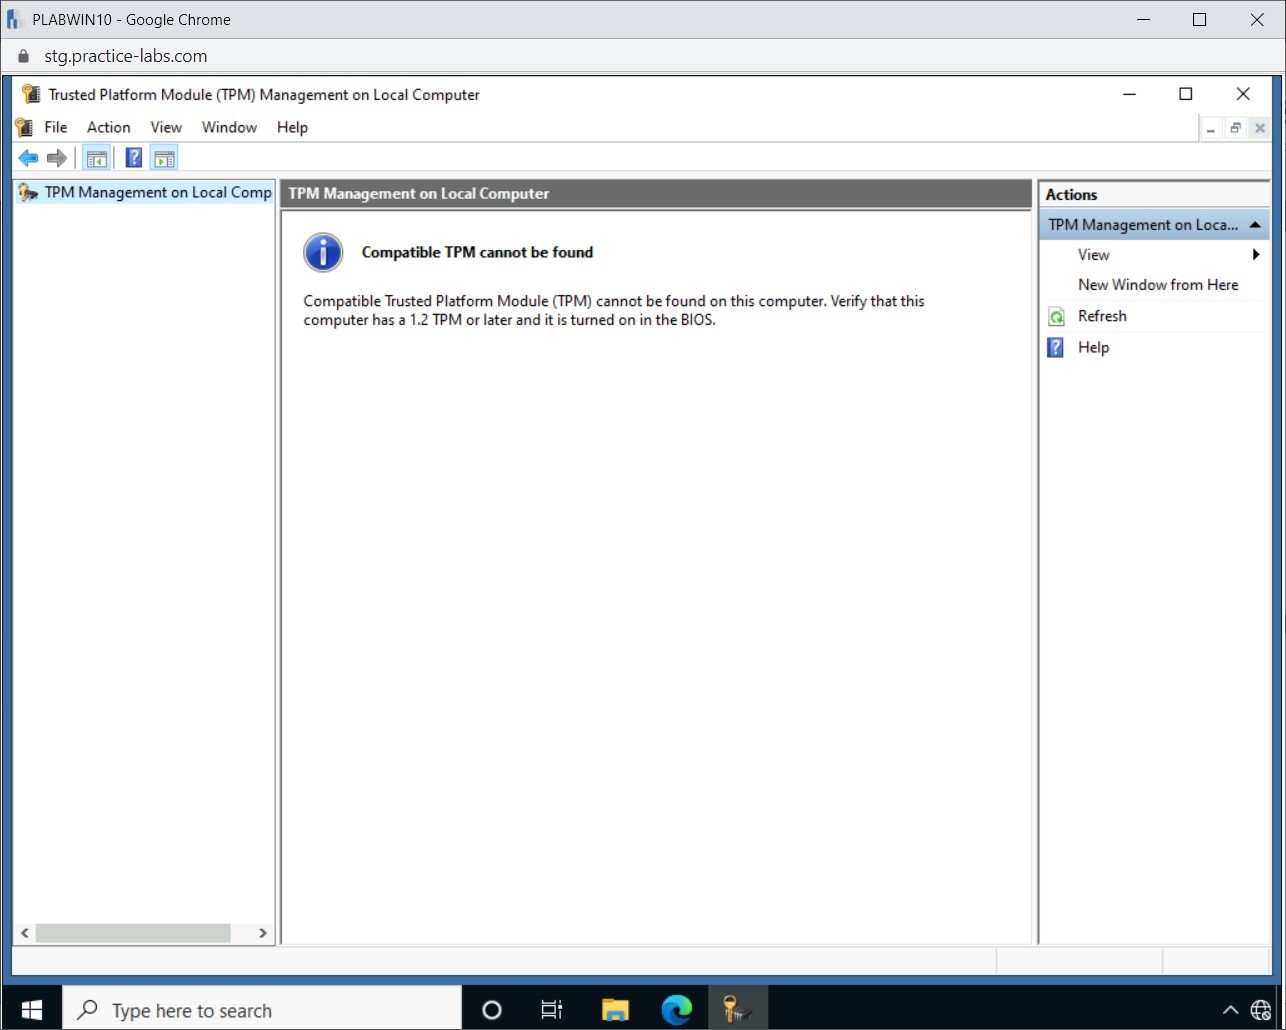 PLABWIN10 - Google Chrome
stg.practice-labs.com
Trusted Platform Module (TPM) Management on Local Computer
File Action View Window Help
TPM Management on Local Comp
TPM Management on Local Computer
Compatible TPM cannot be found
Compatible Trusted Platform Module (TPM) cannot be found on this computer. Verify that this
computer has a 1.2 TPM or later and it is turned on in the BIOS.
Actions
TPM Management on Loca...
View
New Window from Here
Refresh
Help
Type here to search